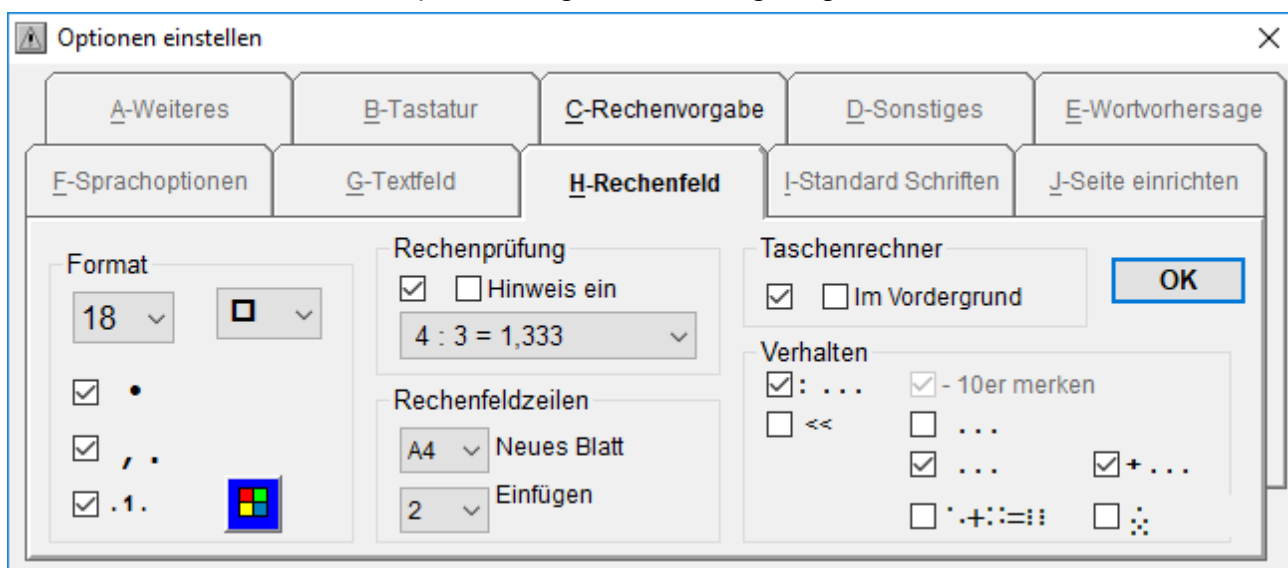 Optionen einstellen
A-Weiteres B-Tastatur C-Rechenvorgabe D-Sonstiges E-Wortvorhersage
F-Sprachoptionen G-Textfeld H-Rechenfeld I-Standard Schriften J-Seite einrichten
Format
18
•
, .
.1.
Rechenprüfung
Hinweis ein
4 : 3 = 1,333
Rechenfeldzeilen
A4 Neues Blatt
2 Einfügen
Taschenrechner
Im Vordergrund
OK
Verhalten
: ... - 10er merken
<< ...
... + ...